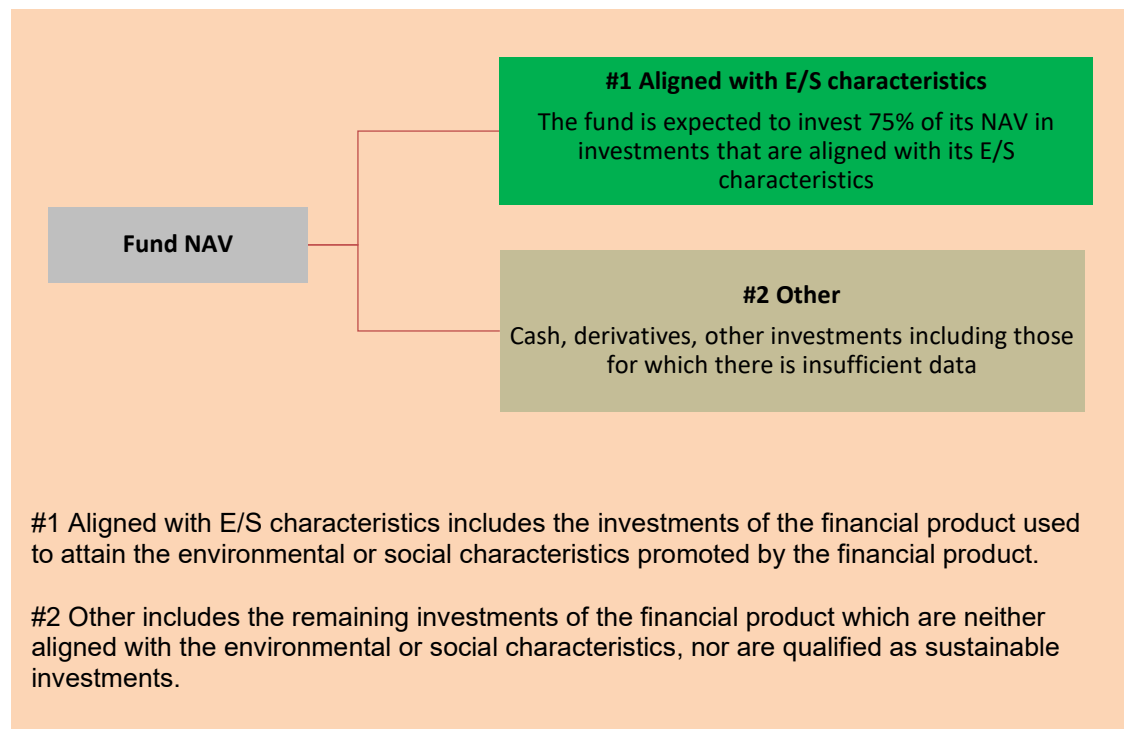 #1 Aligned with E/S characteristics
The fund is expected to invest 75% of its NAV in
investments that are aligned with its E/S
characteristics
Fund NAV
#2 Other
Cash, derivatives, other investments including those
for which there is insufficient data
#1 Aligned with E/S characteristics includes the investments of the financial product used
to attain the environmental or social characteristics promoted by the financial product.
#2 Other includes the remaining investments of the financial product which are neither
aligned with the environmental or social characteristics, nor are qualified as sustainable
investments.